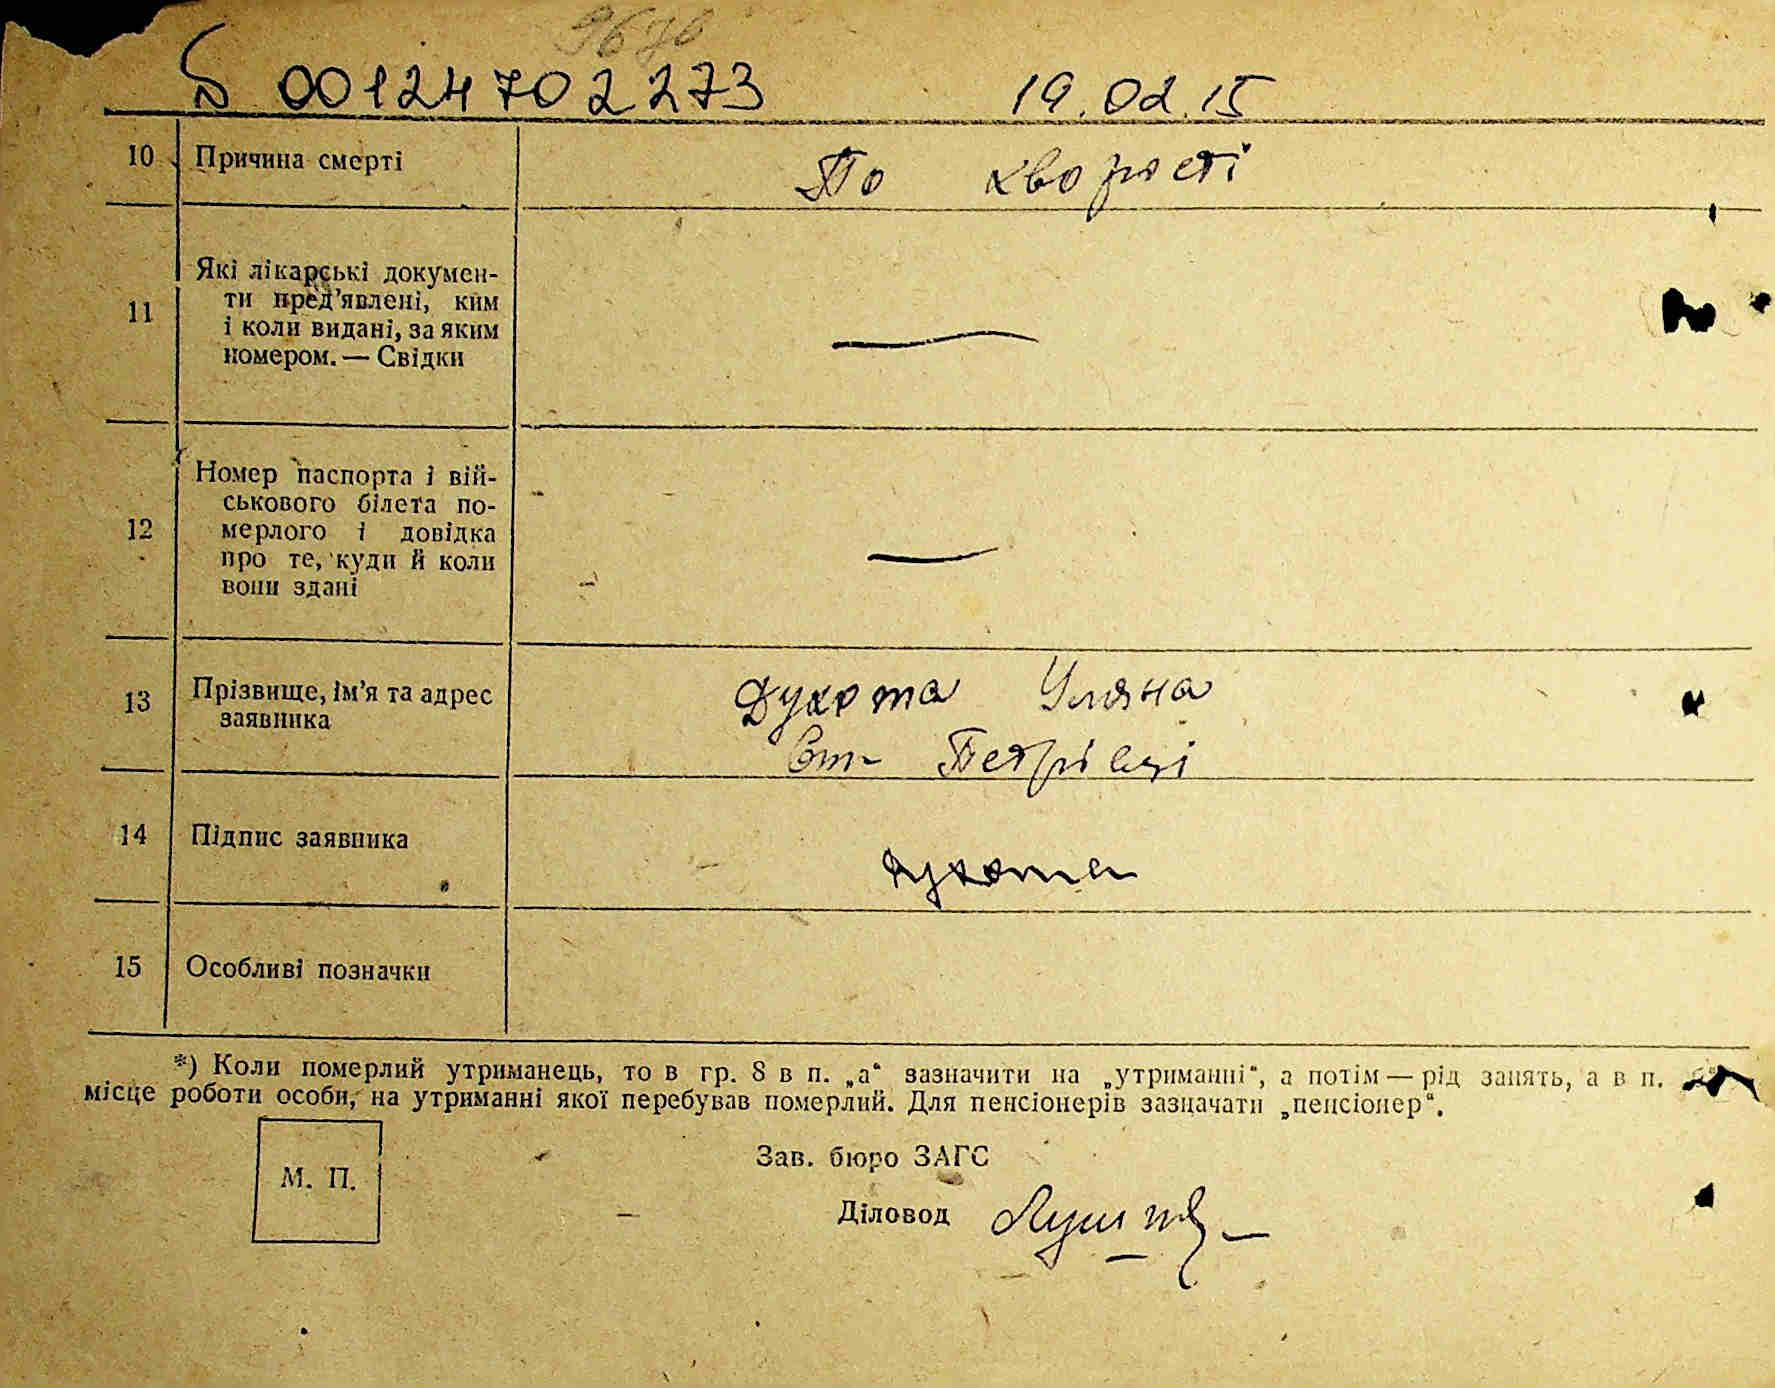 9670
00124702273 19.02.15
10 Причина смерті По хворості
11 Які лікарські документи пред’явлені, ким
і коли видані, за яким
номером. — Свідки —
12 Номер паспорта і вій-
ськового білета по-
мерлого і довідка
про те, куди й коли
вони здані —
13 Прізвище, ім’я та адрес Духота Уляна
заявника Ст- Петрівці
14 Підпис заявника Духота
15 Особливі позначки
*) Коли померлий утриманець, то в гр. 8 в п. „а“ зазначити на „утриманні“, а потім — рід занять, а в п. „б“
місце роботи особи, на утриманні якої перебував померлий. Для пенсіонерів зазначати „пенсіонер“.
М. П.
Зав. бюро ЗАГС
Діловод